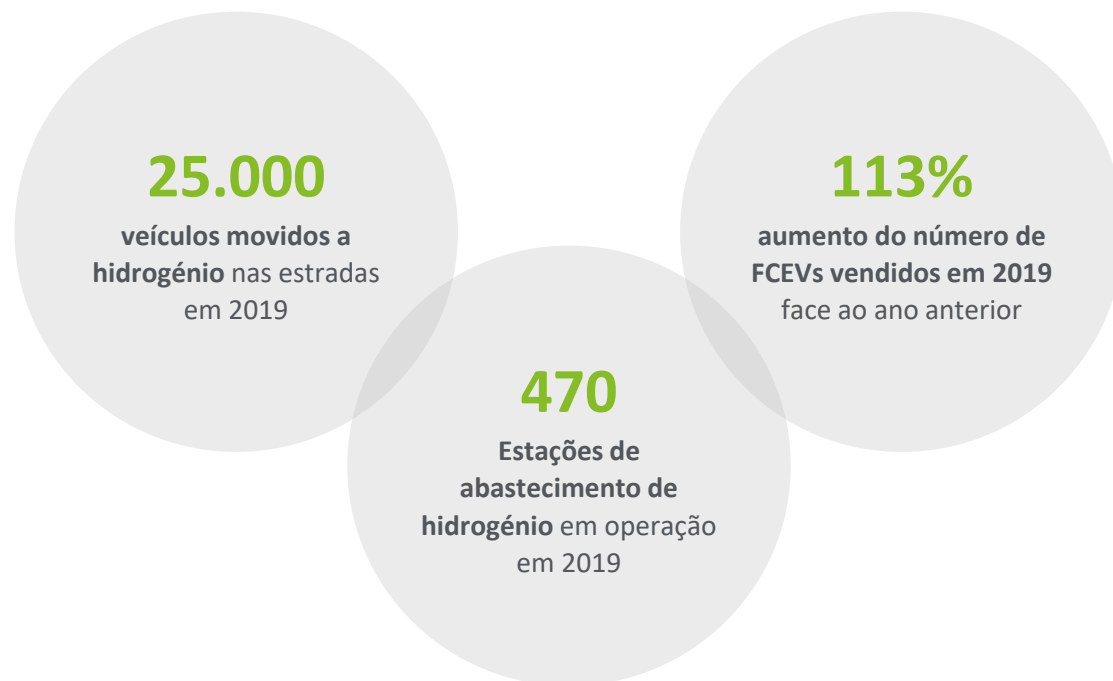 25.000
veículos movidos a
hidrogénio nas estradas
em 2019
113%
aumento do número de
FCEVs vendidos em 2019
face ao ano anterior
470
Estações de
abastecimento de
hidrogénio em operação
em 2019